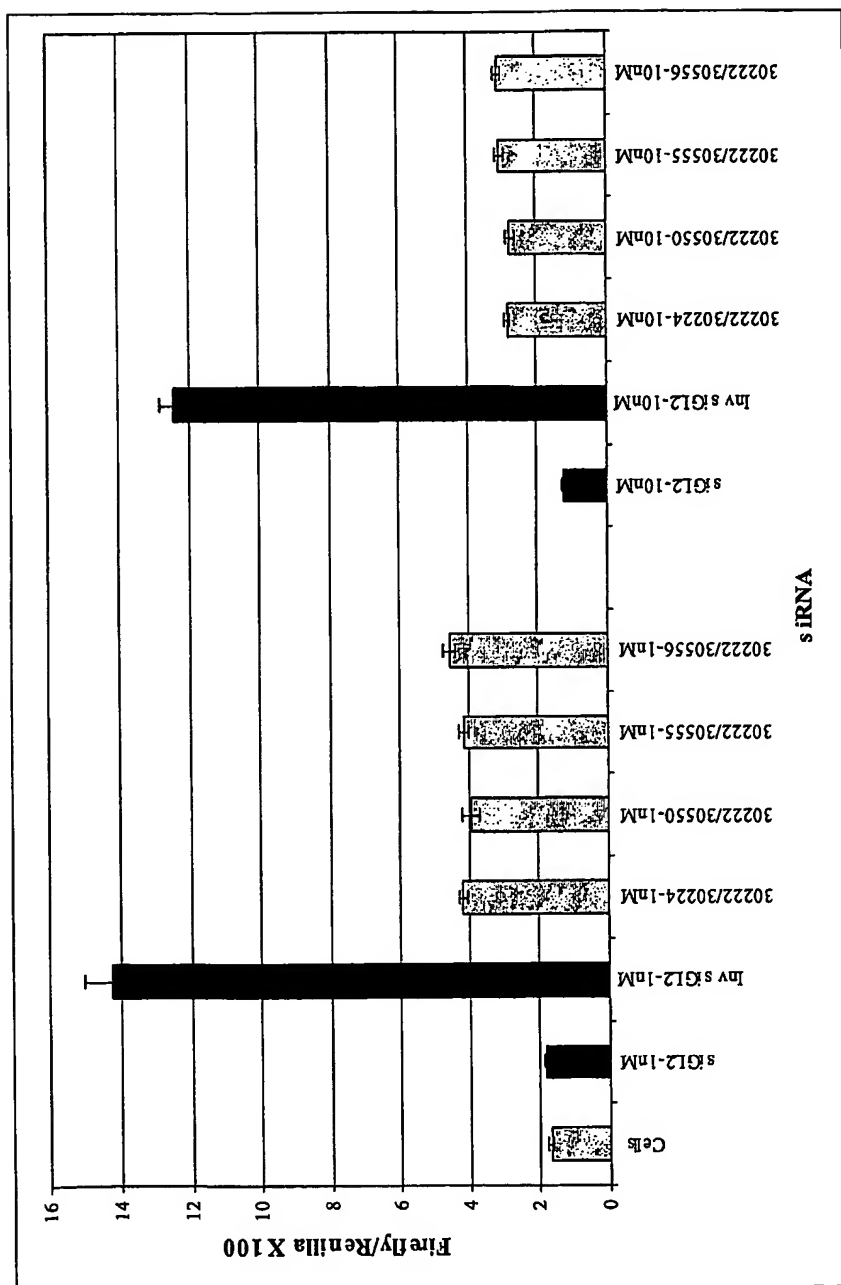 Firefly/Renilla X 100
16
14
12
10
8
6
4
2
0
Cells
siGL2-1nM
Inv siGL2-1nM
30222/30224-1nM
30222/30550-1nM
30222/30555-1nM
30222/30556-1nM
siGL2-10nM
Inv siGL2-10nM
30222/30224-10nM
30222/30550-10nM
30222/30555-10nM
30222/30556-10nM
siRNA